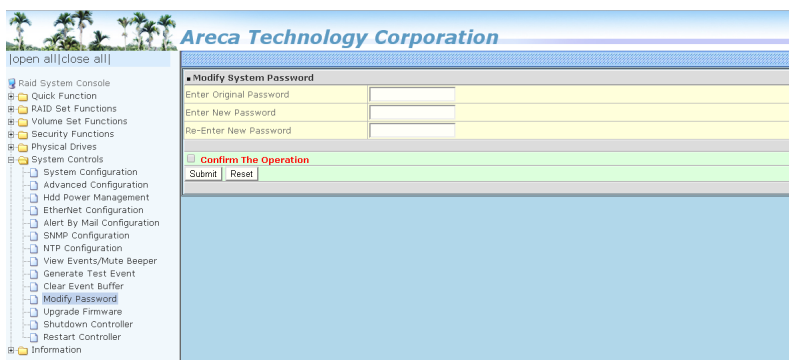 Areca Technology Corporation
|open all|close all|
Raid System Console
Quick Function
RAID Set Functions
Volume Set Functions
Security Functions
Physical Drives
System Controls
System Configuration
Advanced Configuration
Hdd Power Management
EtherNet Configuration
Alert By Mail Configuration
SNMP Configuration
NTP Configuration
View Events/Mute Beeper
Generate Test Event
Clear Event Buffer
Modify Password
Upgrade Firmware
Shutdown Controller
Restart Controller
Information
Modify System Password
Enter Original Password
Enter New Password
Re-Enter New Password
Confirm The Operation
Submit Reset